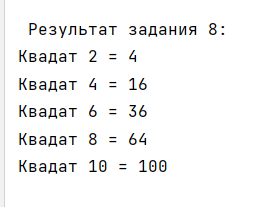 Результат задания 8:
Квадат 2 = 4
Квадат 4 = 16
Квадат 6 = 36
Квадат 8 = 64
Квадат 10 = 100